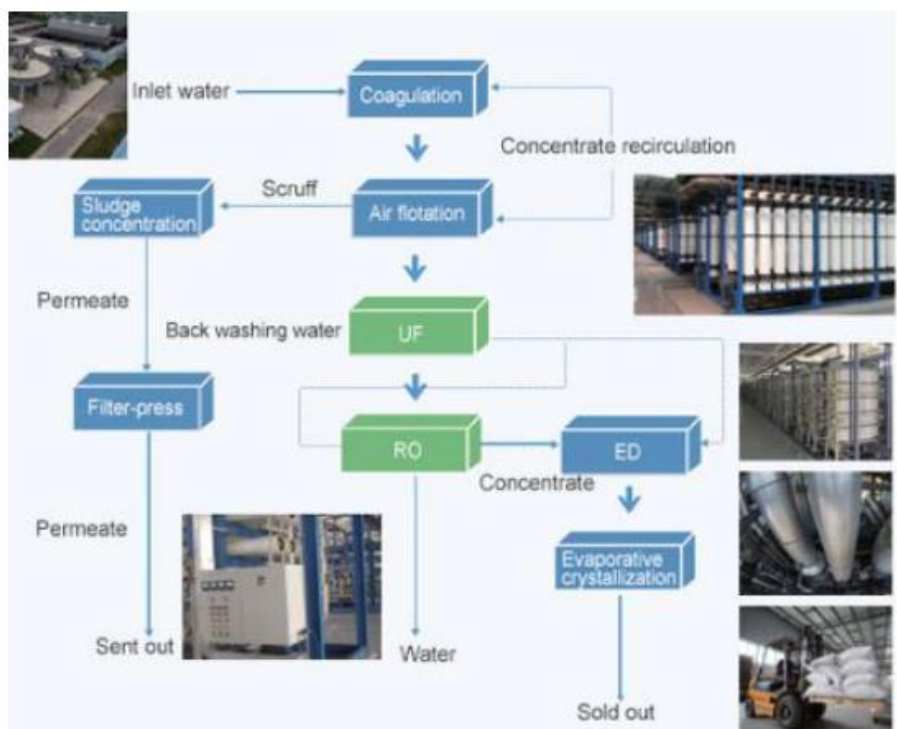 Inlet water
Coagulation
Concentrate recirculation
Scruff
Sludge
concentration
Air flotation
Permeate
Back washing water
UF
Filter-press
RO
ED
Concentrate
Permeate
Evaporative
crystallization
Sent out
Water
Sold out